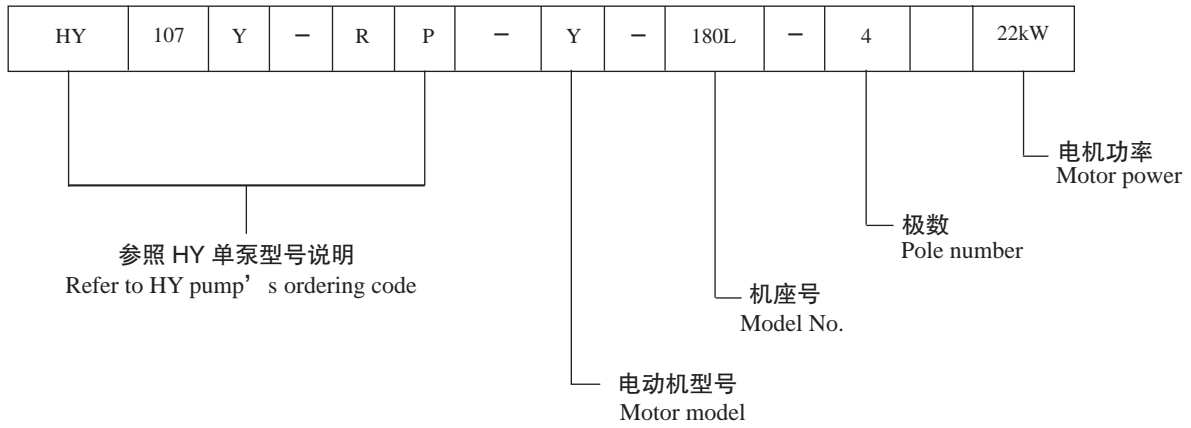 HY 107 Y － R P － Y － 180L － 4 22kW
电机功率
Motor power
极数
Pole number
参照 HY 单泵型号说明
Refer to HY pump’s ordering code
机座号
Model No.
电动机型号
Motor model